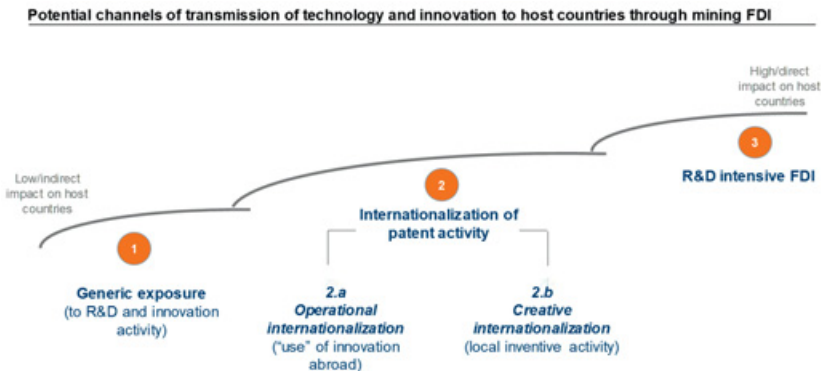 Potential channels of transmission of technology and innovation to host countries through mining FDI
High/direct
impact on host
countries
3
R&D intensive FDI
Low/indirect
impact on host
countries
2
Internationalization of
patent activity
1
Generic exposure
(to R&D and innovation
activity)
2.a
Operational
internationalization
("use" of innovation
abroad)
2.b
Creative
internationalization
(local inventive activity)